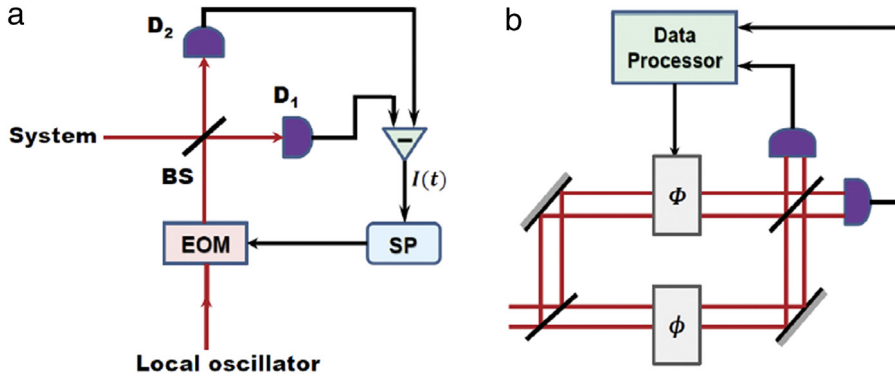 a
D₂
D₁
System
BS
−
I(t)
EOM
SP
Local oscillator
b
Data
Processor
Φ
ϕ